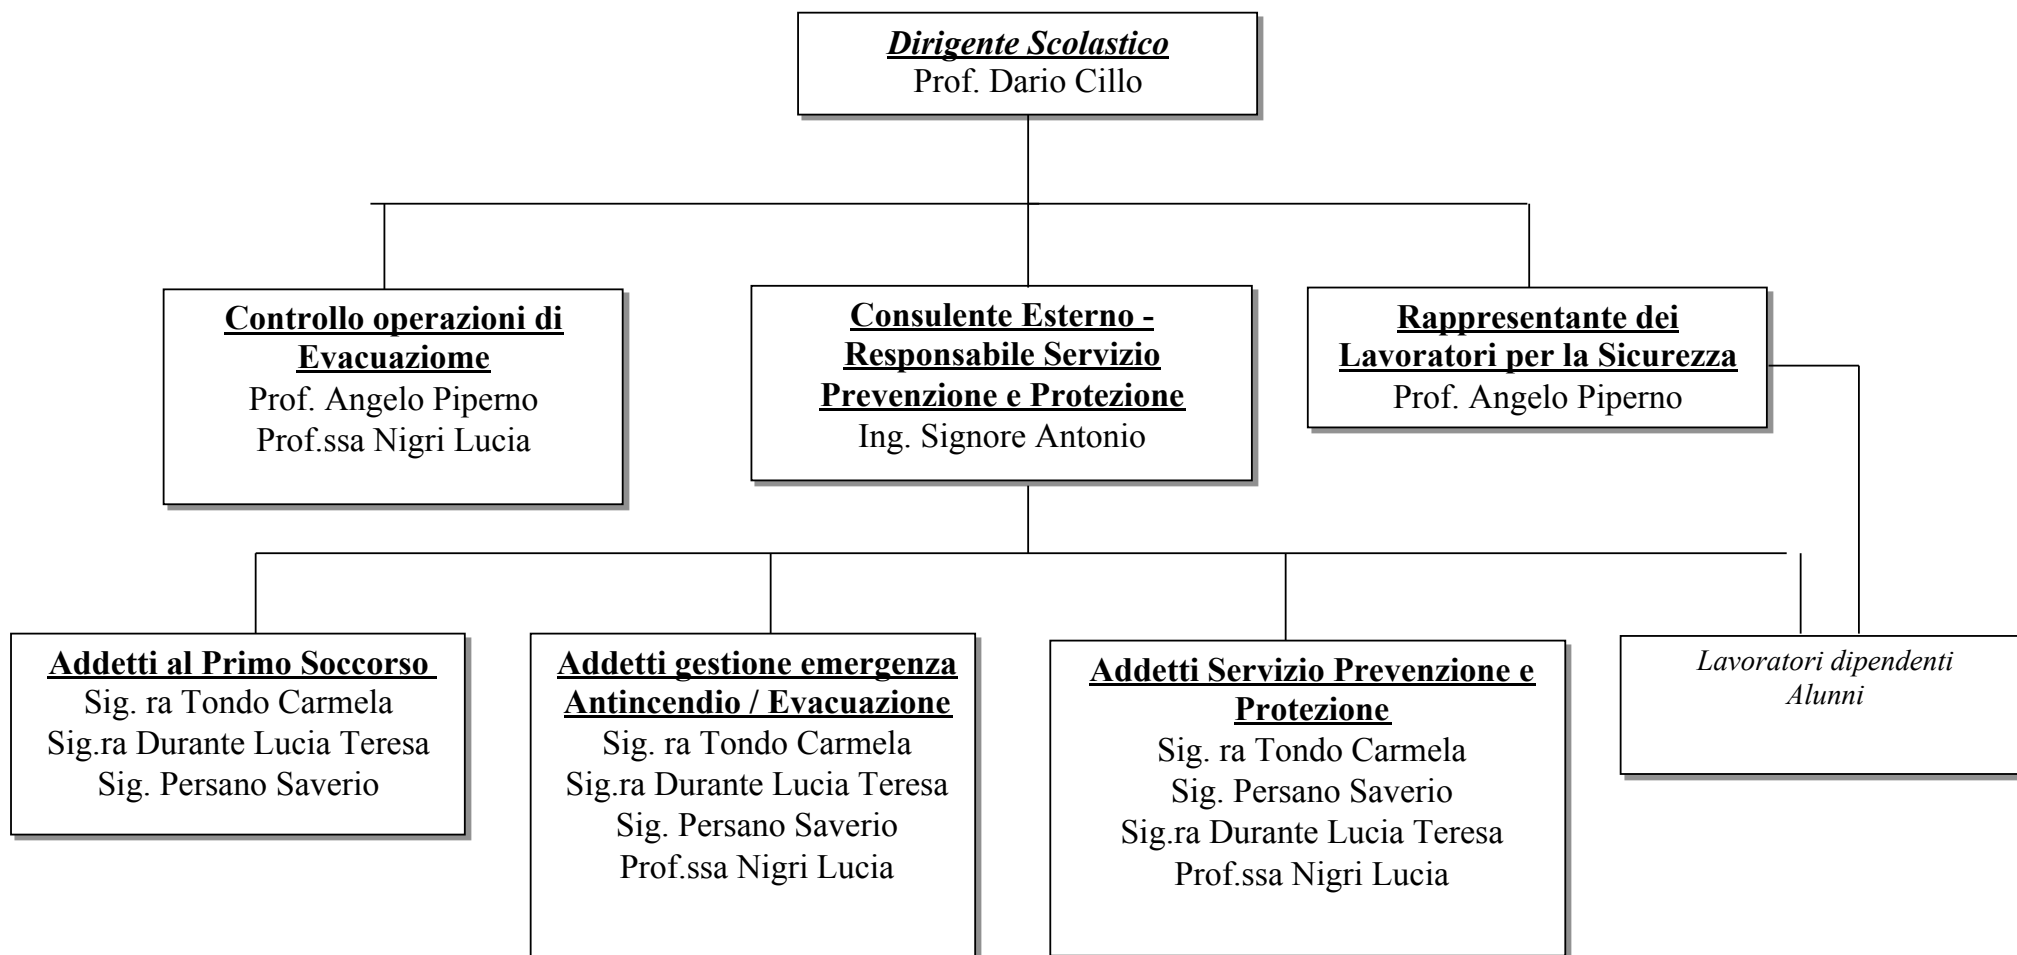 Dirigente Scolastico
Prof. Dario Cillo
Controllo operazioni di
Evacuaziome
Prof. Angelo Piperno
Prof.ssa Nigri Lucia
Consulente Esterno -
Responsabile Servizio
Prevenzione e Protezione
Ing. Signore Antonio
Rappresentante dei
Lavoratori per la Sicurezza
Prof. Angelo Piperno
Addetti al Primo Soccorso
Sig. ra Tondo Carmela
Sig.ra Durante Lucia Teresa
Sig. Persano Saverio
Addetti gestione emergenza
Antincendio / Evacuazione
Sig. ra Tondo Carmela
Sig.ra Durante Lucia Teresa
Sig. Persano Saverio
Prof.ssa Nigri Lucia
Addetti Servizio Prevenzione e
Protezione
Sig. ra Tondo Carmela
Sig. Persano Saverio
Sig.ra Durante Lucia Teresa
Prof.ssa Nigri Lucia
Lavoratori dipendenti
Alunni